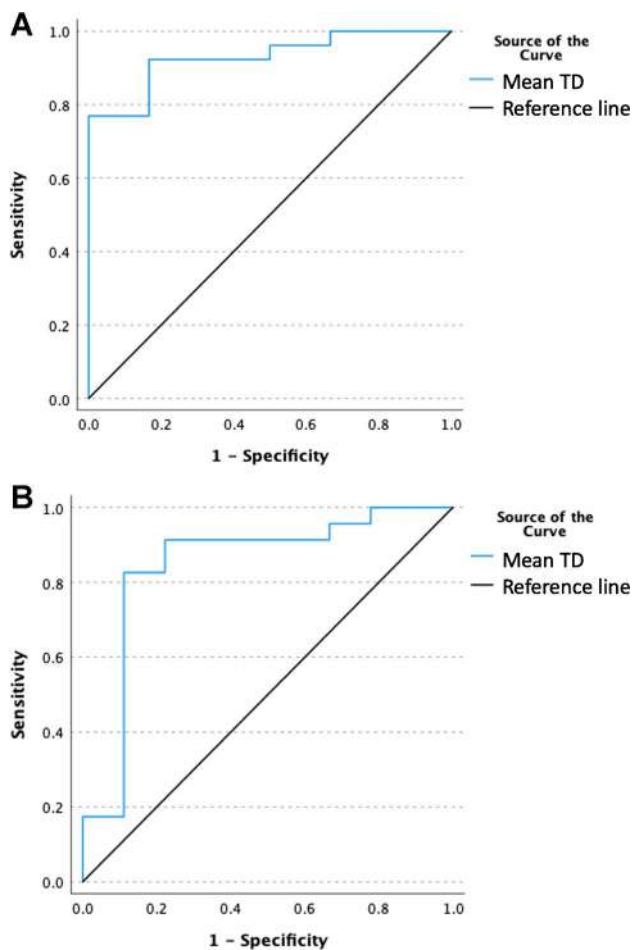 A
1.0
0.8
0.6
0.4
0.2
0.0
Sensitivity
0.0 0.2 0.4 0.6 0.8 1.0
1 – Specificity
Source of the
Curve
Mean TD
Reference line
B
1.0
0.8
0.6
0.4
0.2
0.0
Sensitivity
0.0 0.2 0.4 0.6 0.8 1.0
1 – Specificity
Source of the
Curve
Mean TD
Reference line